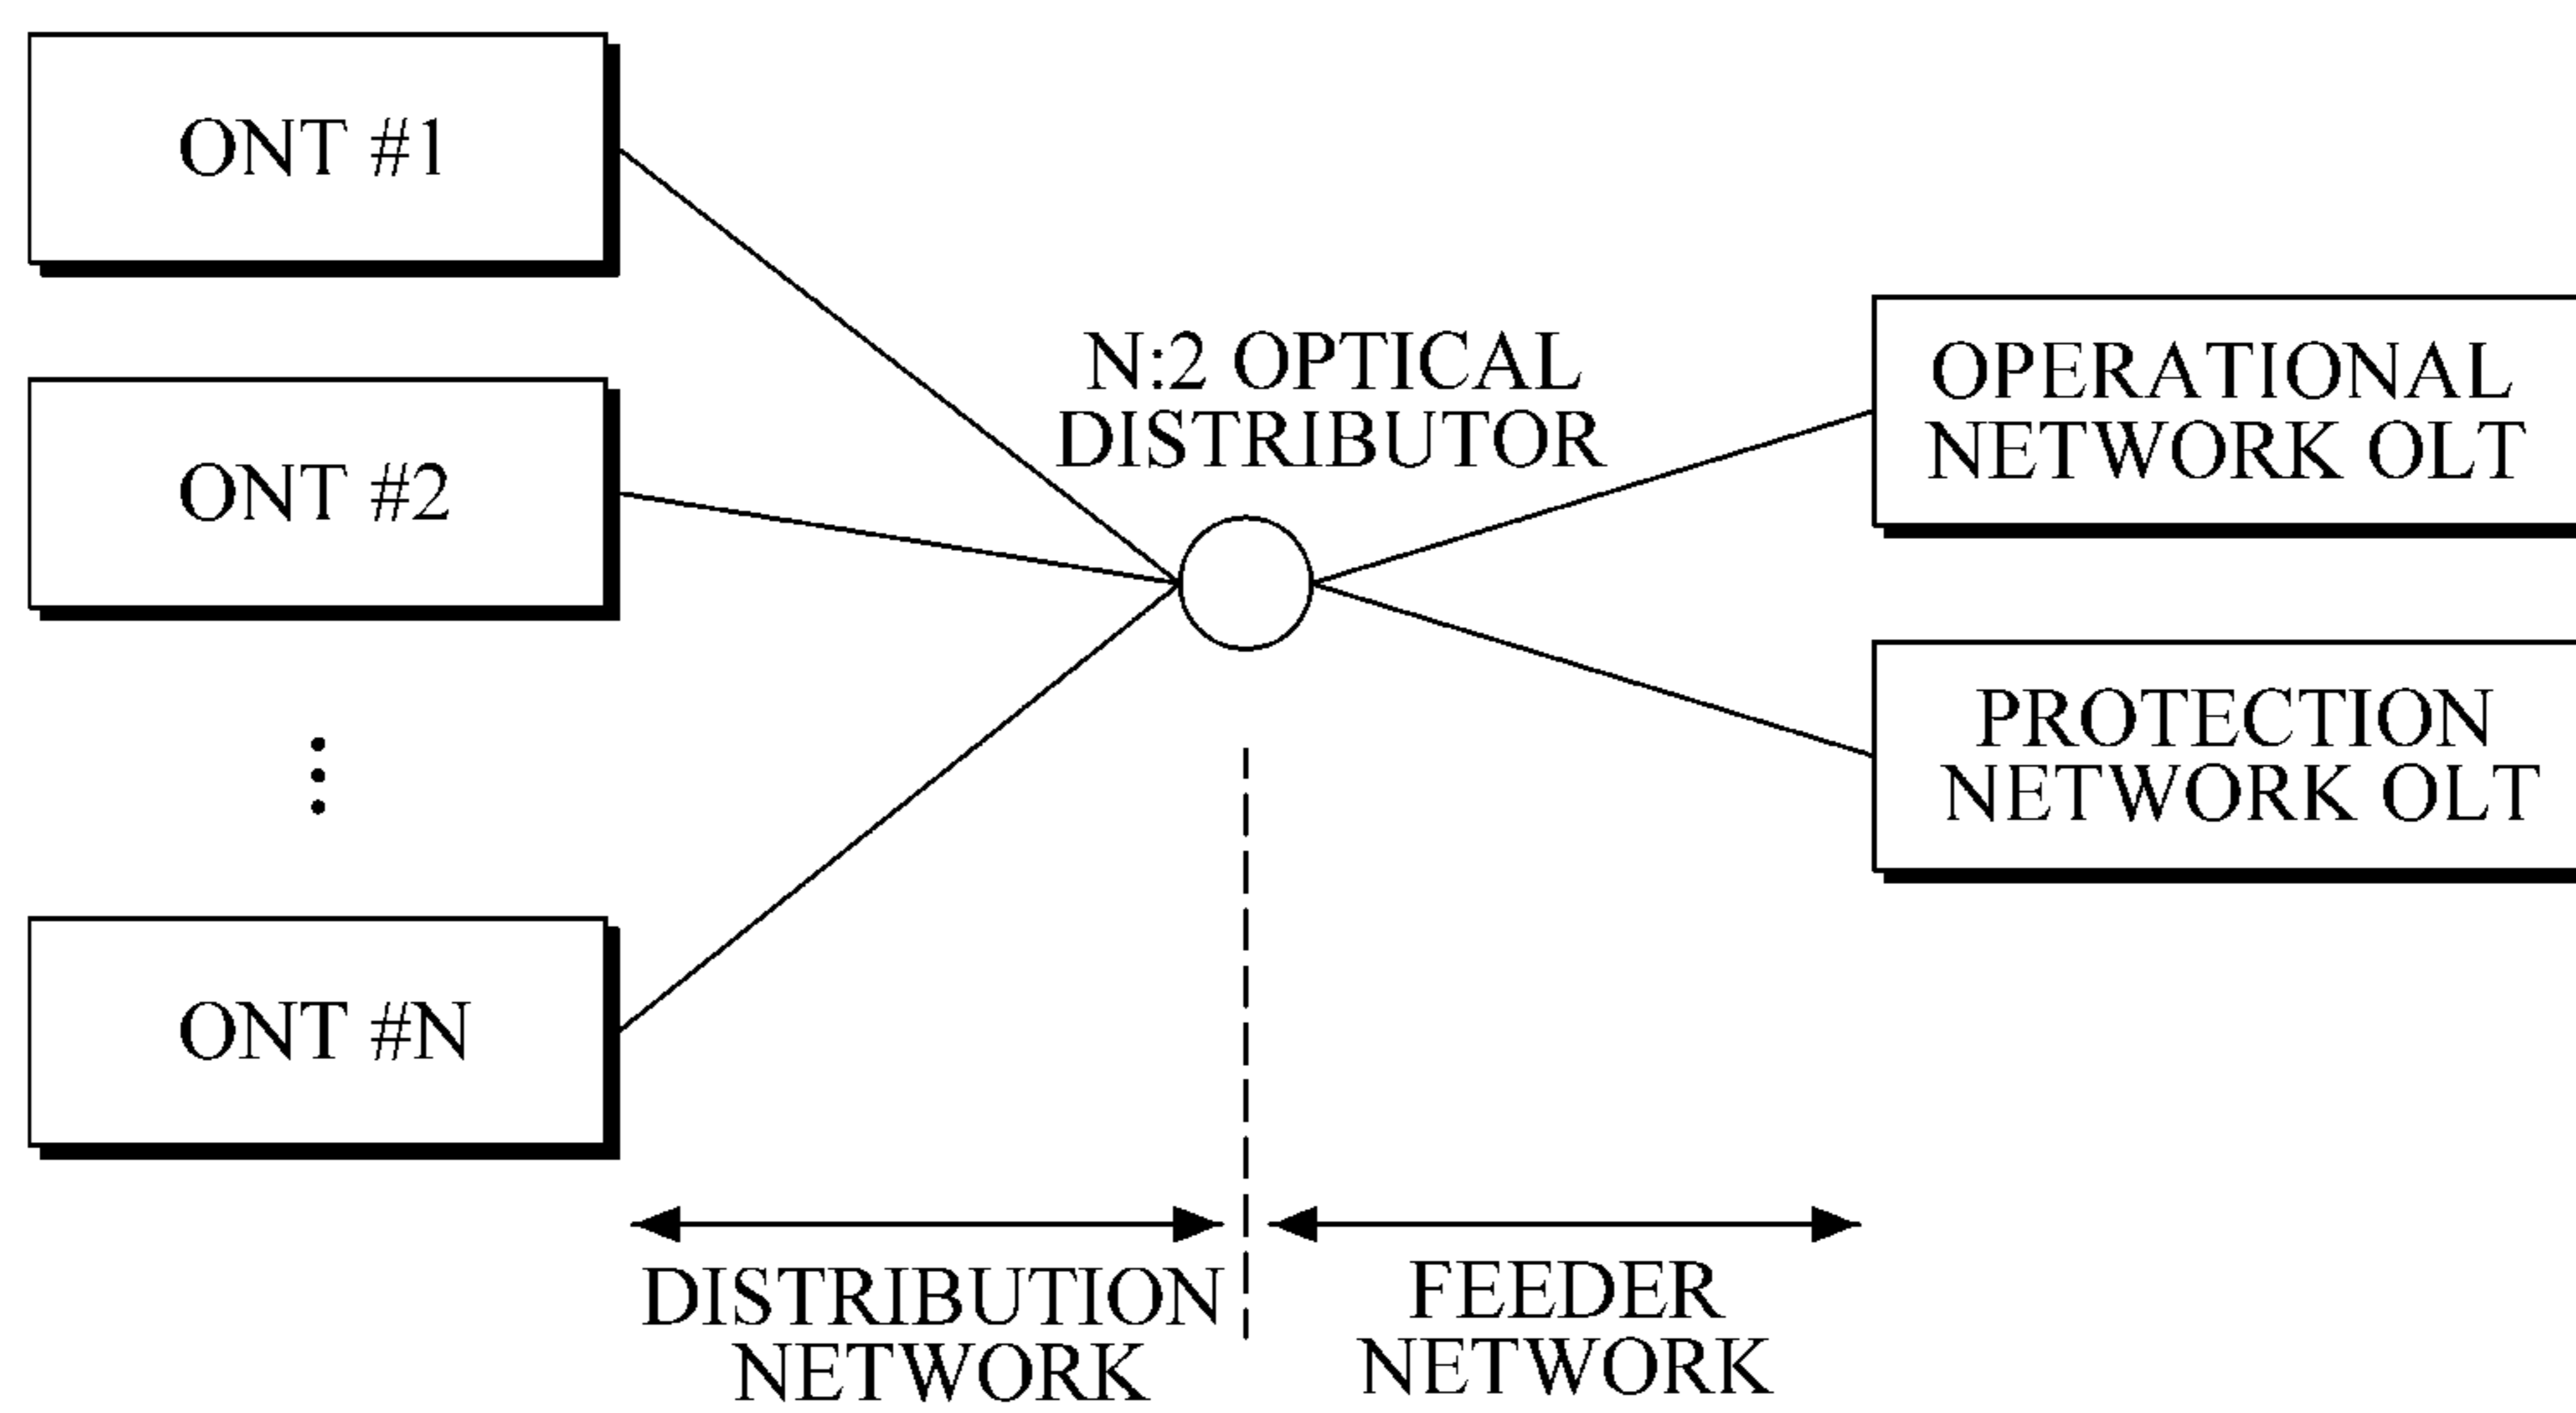 ONT #1
ONT #2
ONT #N
N:2 OPTICAL
DISTRIBUTOR
OPERATIONAL
NETWORK OLT
PROTECTION
NETWORK OLT
DISTRIBUTION
NETWORK
FEEDER
NETWORK